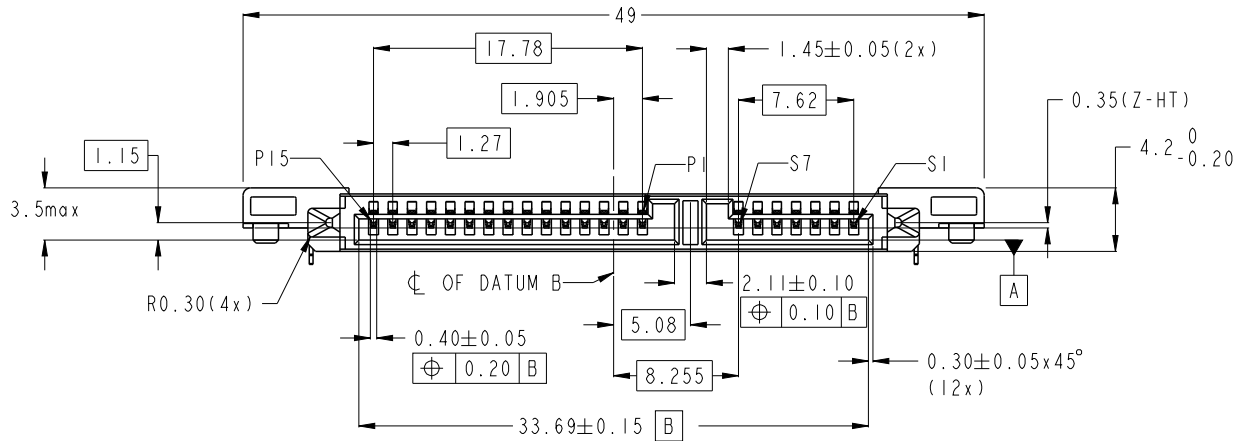 49
17.78
1.45±0.05(2x)
1.905
7.62
0.35(Z-HT)
1.27
1.15
4.2 0 -0.20
P15
P1
S7
S1
3.5max
℄ OF DATUM B
2.11±0.10
⌖ 0.10 B
A
R0.30(4x)
5.08
0.40±0.05
⌖ 0.20 B
8.255
0.30±0.05x45°
(12x)
33.69±0.15 B